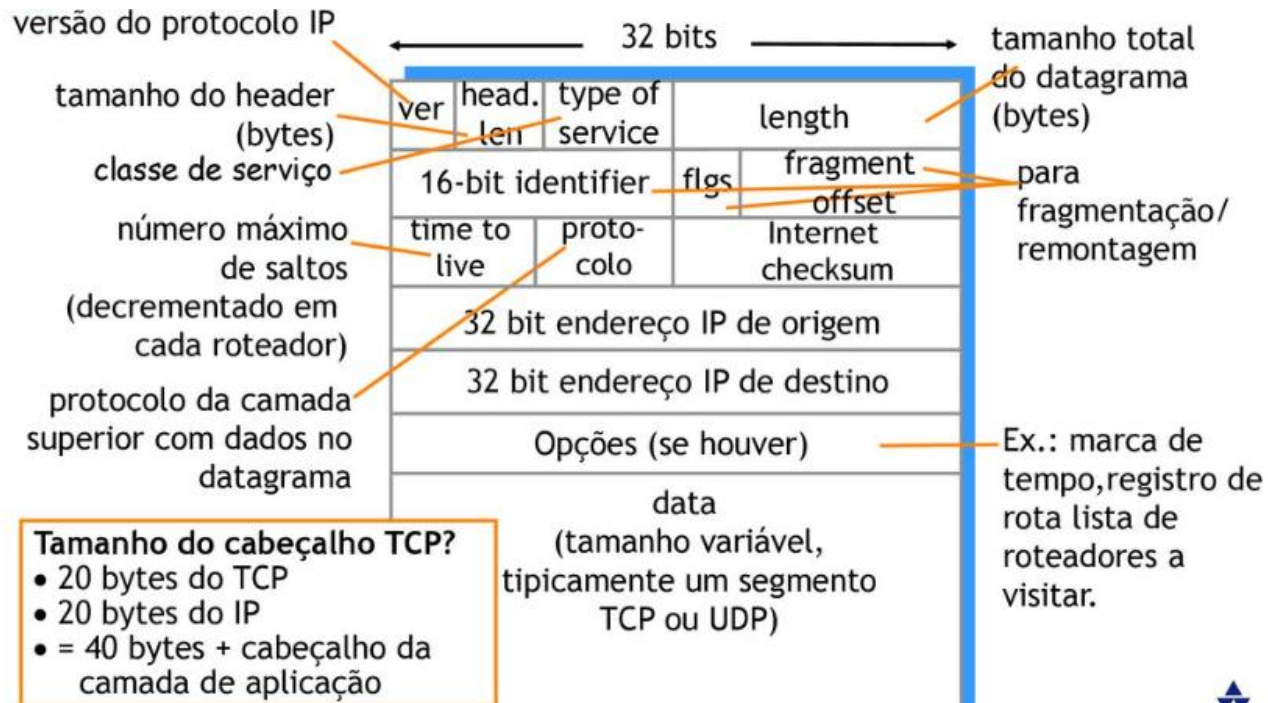 versão do protocolo IP
32 bits
tamanho total
do datagrama
(bytes)
tamanho do header
(bytes)
classe de serviço
ver
head.
len
type of
service
length
16-bit identifier
flgs
fragment
offset
para
fragmentação/
remontagem
número máximo
de saltos
(decrementado em
cada roteador)
time to
live
proto-
colo
Internet
checksum
32 bit endereço IP de origem
32 bit endereço IP de destino
protocolo da camada
superior com dados no
datagrama
Opções (se houver)
Ex.: marca de
tempo,registro de
rota lista de
roteadores a
visitar.
data
(tamanho variável,
tipicamente um segmento
TCP ou UDP)
Tamanho do cabeçalho TCP?
• 20 bytes do TCP
• 20 bytes do IP
• = 40 bytes + cabeçalho da
camada de aplicação